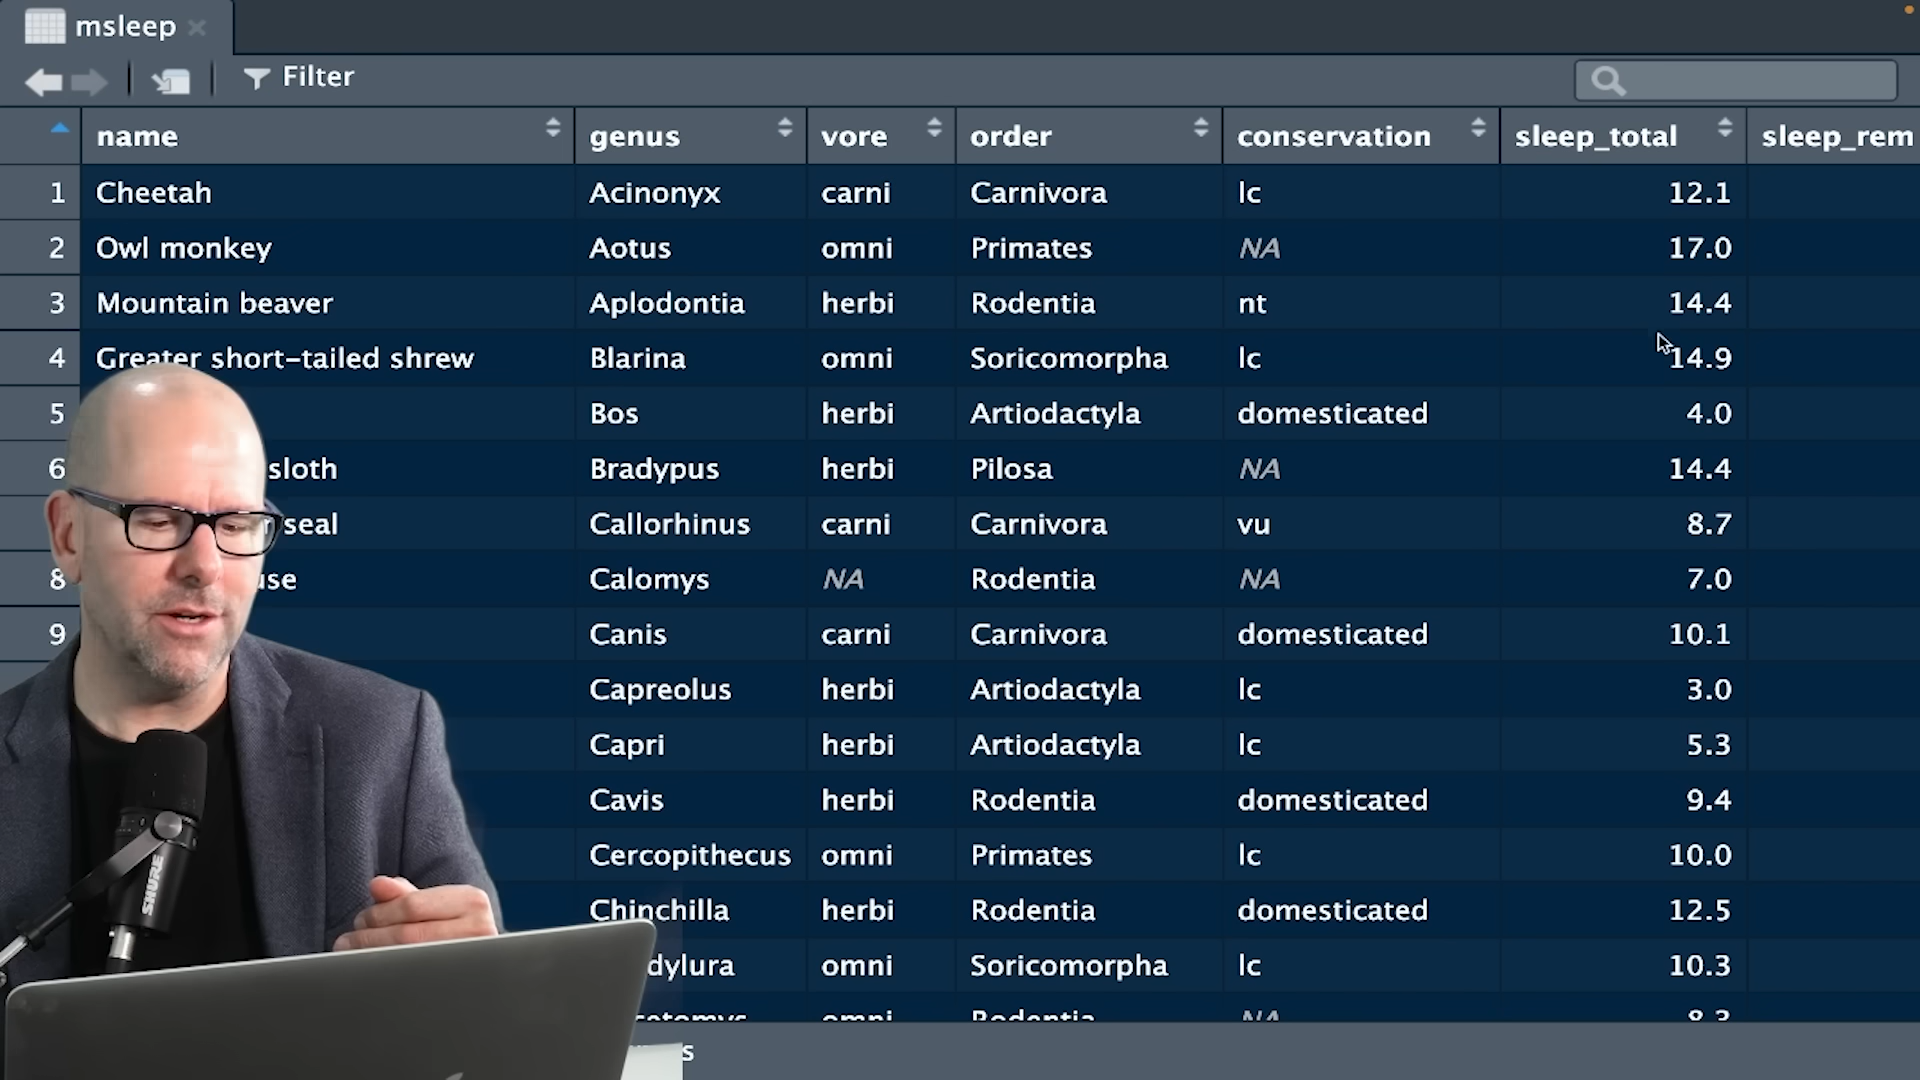 msleep
Filter
name genus vore order conservation sleep_total sleep_rem
1 Cheetah Acinonyx carni Carnivora lc 12.1
2 Owl monkey Aotus omni Primates NA 17.0
3 Mountain beaver Aplodontia herbi Rodentia nt 14.4
4 Greater short-tailed shrew Blarina omni Soricomorpha lc 14.9
5 Bos herbi Artiodactyla domesticated 4.0
6 sloth Bradypus herbi Pilosa NA 14.4
seal Callorhinus carni Carnivora vu 8.7
8 Calomys NA Rodentia NA 7.0
9 Canis carni Carnivora domesticated 10.1
Capreolus herbi Artiodactyla lc 3.0
Capri herbi Artiodactyla lc 5.3
Cavis herbi Rodentia domesticated 9.4
Cercopithecus omni Primates lc 10.0
Chinchilla herbi Rodentia domesticated 12.5
omni Soricomorpha lc 10.3
omni Rodentia NA 8.3
SHURE